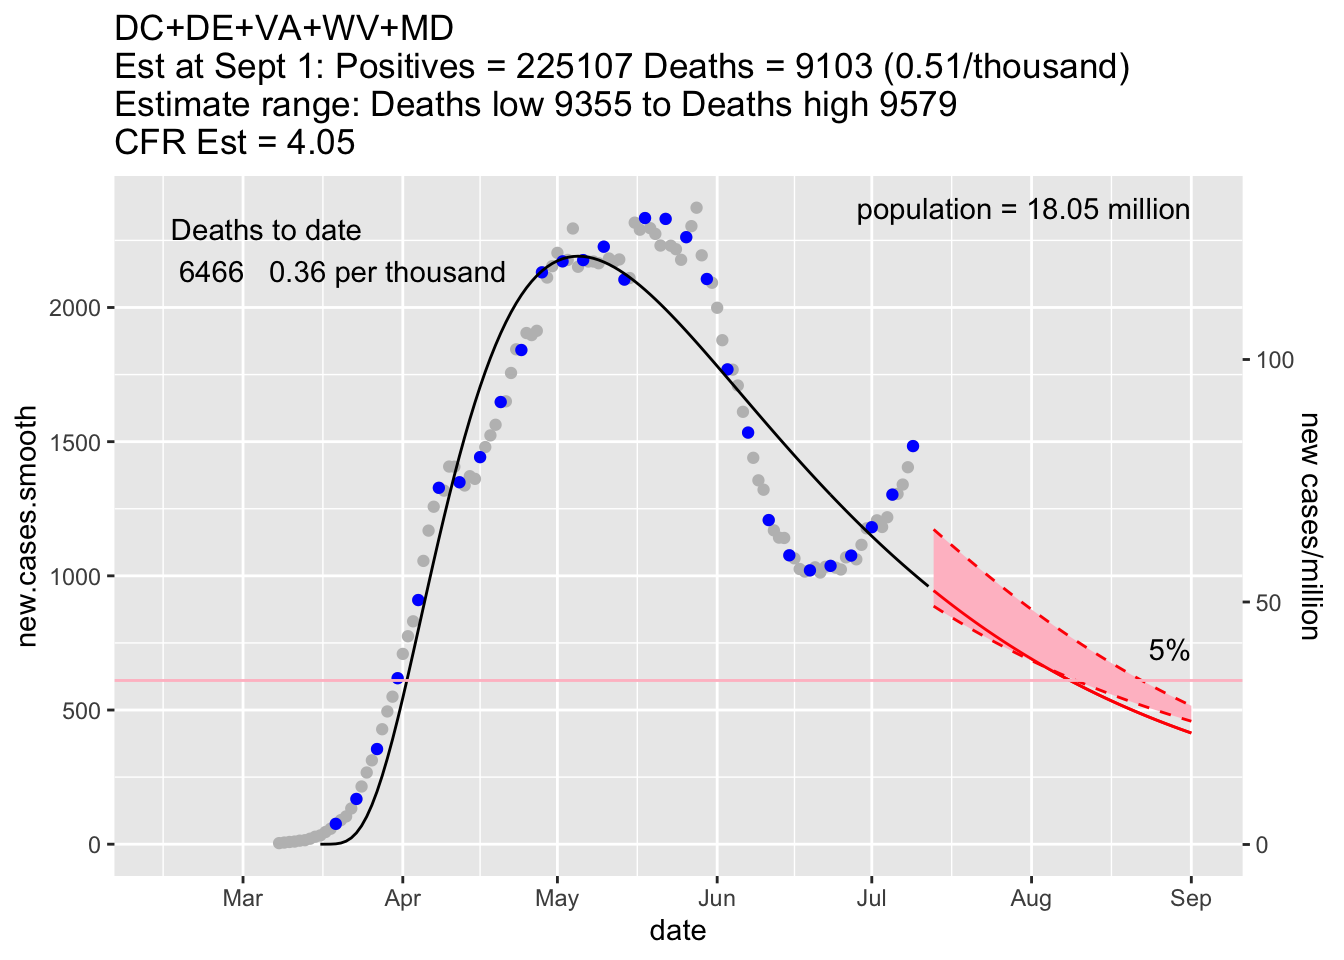 DC+DE+VA+WV+MD
Est at Sept 1: Positives = 225107 Deaths = 9103 (0.51/thousand)
Estimate range: Deaths low 9355 to Deaths high 9579
CFR Est = 4.05
population = 18.05 million
Deaths to date
6466 0.36 per thousand
2000
1500
1000
500
0
new.cases.smooth
100
50
0
new cases/million
5%
Mar Apr May Jun Jul Aug Sep
date